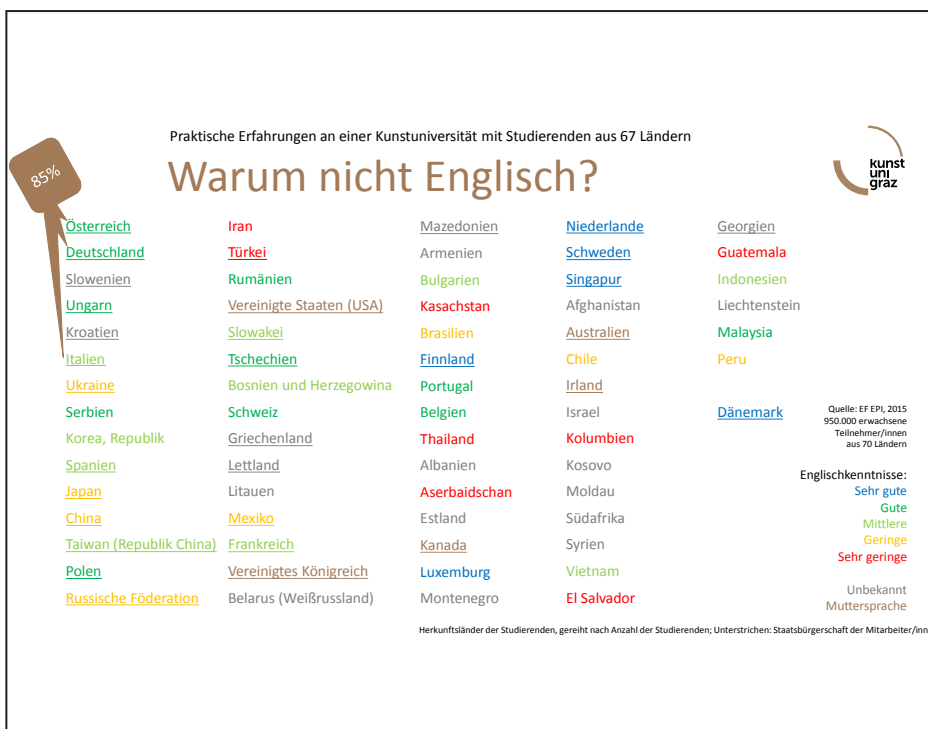 Praktische Erfahrungen an einer Kunstuniversität mit Studierenden aus 67 Ländern
Warum nicht Englisch?
kunst
uni
graz
85%
Österreich
Deutschland
Slowenien
Ungarn
Kroatien
Italien
Ukraine
Serbien
Korea, Republik
Spanien
Japan
China
Taiwan (Republik China)
Polen
Russische Föderation
Iran
Türkei
Rumänien
Vereinigte Staaten (USA)
Slowakei
Tschechien
Bosnien und Herzegowina
Schweiz
Griechenland
Lettland
Litauen
Mexiko
Frankreich
Vereinigtes Königreich
Belarus (Weißrussland)
Mazedonien
Armenien
Bulgarien
Kasachstan
Brasilien
Finnland
Portugal
Belgien
Thailand
Albanien
Aserbaidschan
Estland
Kanada
Luxemburg
Montenegro
Niederlande
Schweden
Singapur
Afghanistan
Australien
Chile
Irland
Israel
Kolumbien
Kosovo
Moldau
Südafrika
Syrien
Vietnam
El Salvador
Georgien
Guatemala
Indonesien
Liechtenstein
Malaysia
Peru
Dänemark
Quelle: EF EPI, 2015
950.000 erwachsene
Teilnehmer/innen
aus 70 Ländern
Englischkenntnisse:
Sehr gute
Gute
Mittlere
Geringe
Sehr geringe
Unbekannt
Muttersprache
Herkunftsländer der Studierenden, gereiht nach Anzahl der Studierenden; Unterstrichen: Staatsbürgerschaft der Mitarbeiter/inn